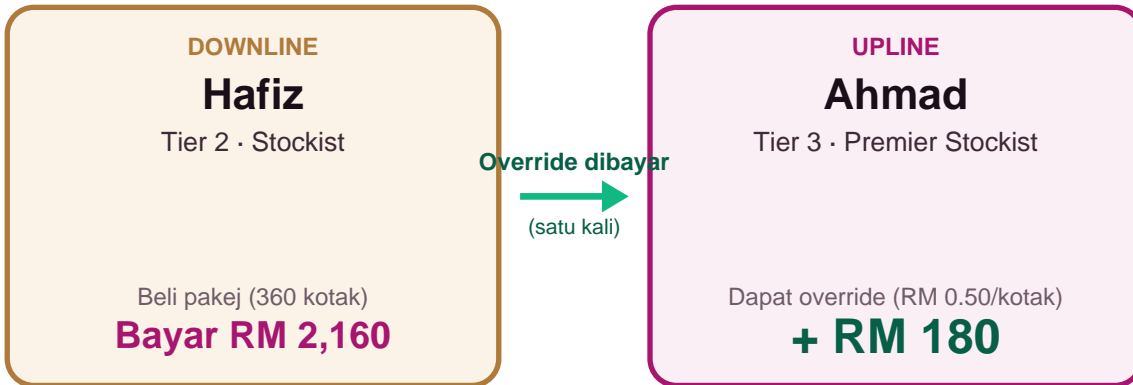 DOWNLINE
Hafiz
Tier 2 · Stockist
Beli pakej (360 kotak)
Bayar RM 2,160
Override dibayar
(satu kali)
UPLINE
Ahmad
Tier 3 · Premier Stockist
Dapat override (RM 0.50/kotak)
+ RM 180